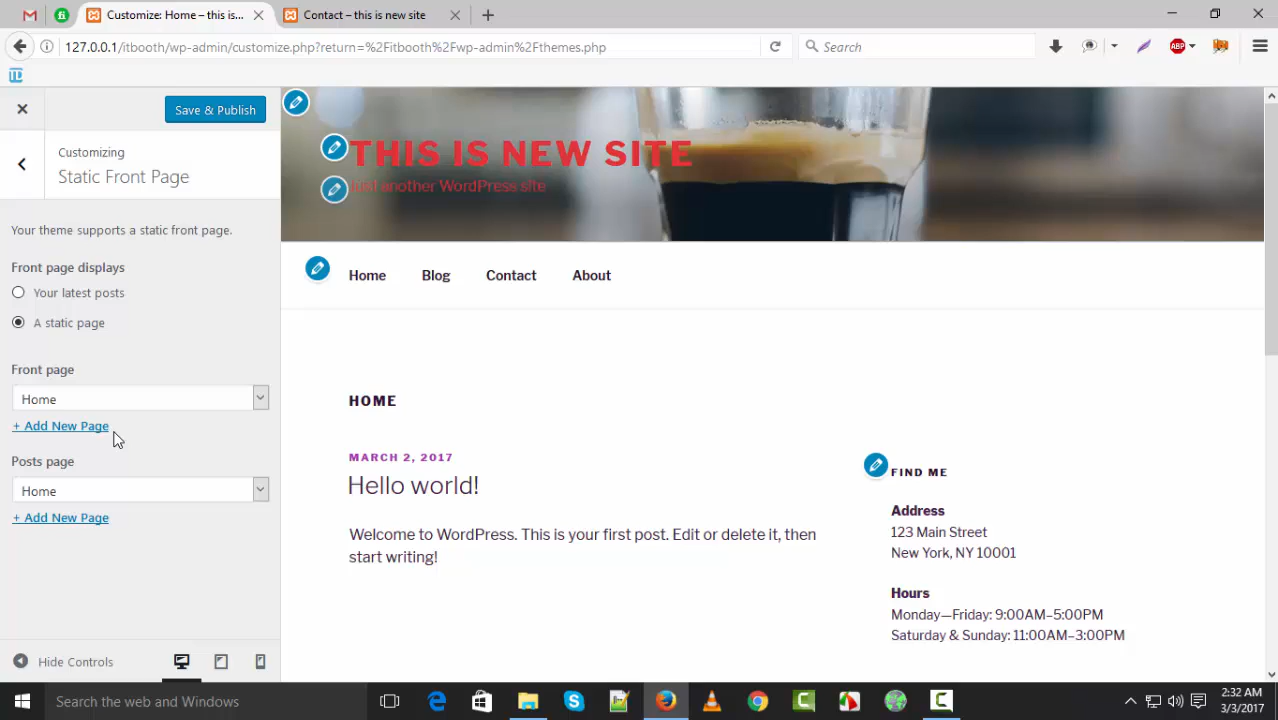 Customize: Home – this is...
Contact – this is new site
127.0.0.1/itbooth/wp-admin/customize.php?return=%2Fitbooth%2Fwp-admin%2Fthemes.php
Search
ABP
Save & Publish
Customizing
Static Front Page
Your theme supports a static front page.
Front page displays
Your latest posts
A static page
Front page
Home
+ Add New Page
Posts page
Home
+ Add New Page
Hide Controls
THIS IS NEW SITE
Just another WordPress site
Home Blog Contact About
HOME
MARCH 2, 2017
Hello world!
Welcome to WordPress. This is your first post. Edit or delete it, then
start writing!
FIND ME
Address
123 Main Street
New York, NY 10001
Hours
Monday—Friday: 9:00AM–5:00PM
Saturday & Sunday: 11:00AM–3:00PM
Search the web and Windows
2:32 AM
3/3/2017